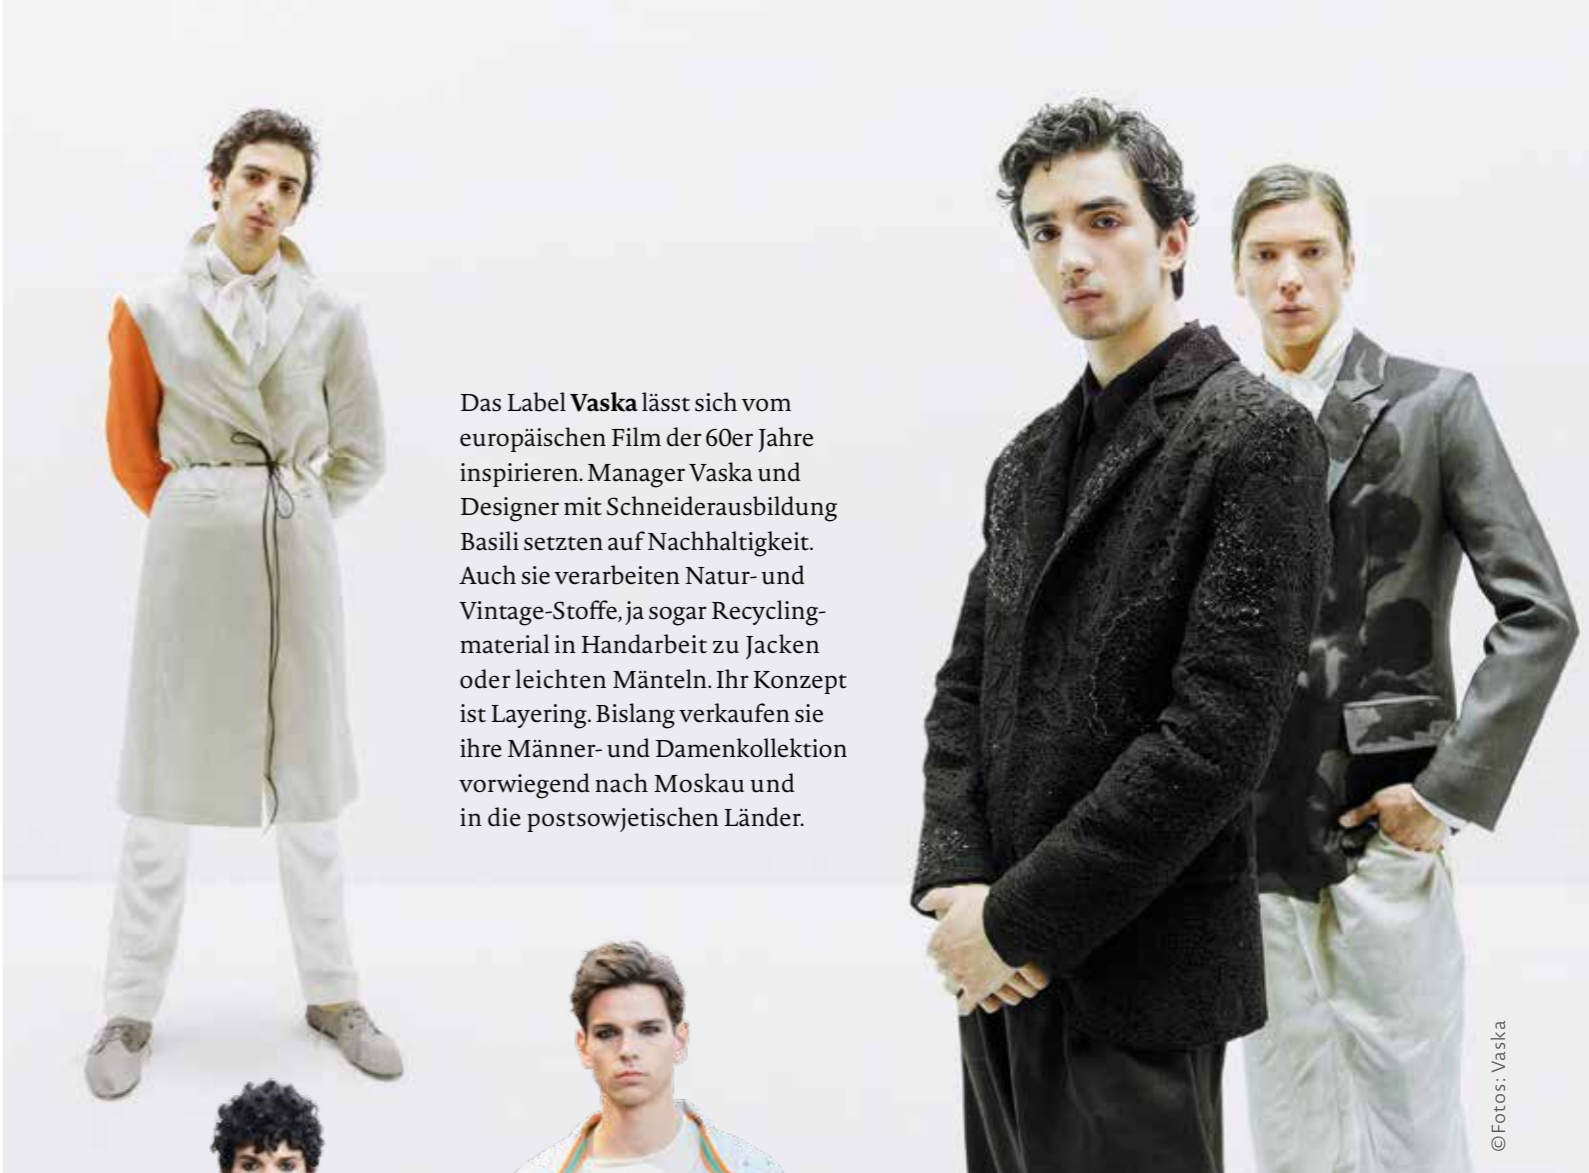 Das Label Vaska lässt sich vom
europäischen Film der 60er Jahre
inspirieren. Manager Vaska und
Designer mit Schneiderausbildung
Basili setzten auf Nachhaltigkeit.
Auch sie verarbeiten Natur- und
Vintage-Stoffe, ja sogar Recycling-
material in Handarbeit zu Jacken
oder leichten Mänteln. Ihr Konzept
ist Layering. Bislang verkaufen sie
ihre Männer- und Damenkollektion
vorwiegend nach Moskau und
in die postsowjetischen Länder.
©Fotos: Vaska